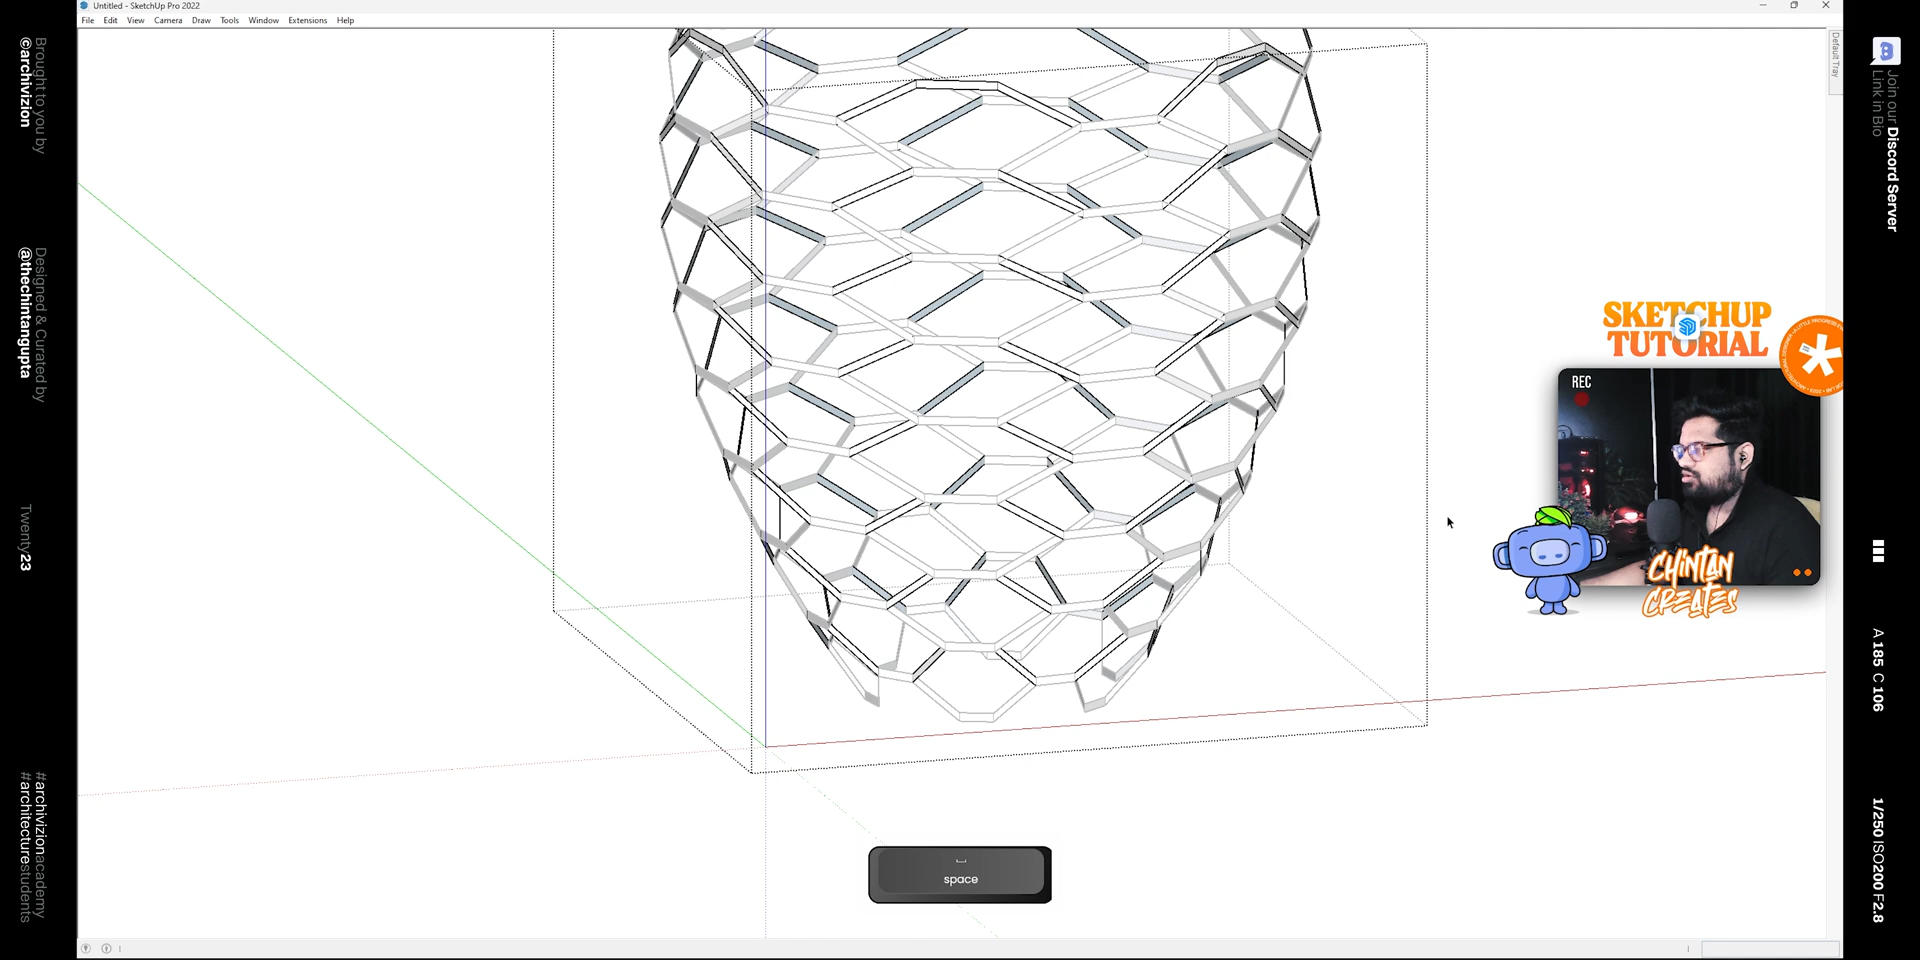 Untitled - SketchUp Pro 2022
File Edit View Camera Draw Tools Window Extensions Help
Default Tray
Brought to you by
©archivizion
Designed & Curated by
@thechintangupta
Twenty23
#archivizionacademy
#architecturestudents
Join our Discord Server
Link in Bio
SKETCHUP
TUTORIAL
REC
CHINTAN
CREATES
A 185 C 106
1/250 ISO200 F2.8
space